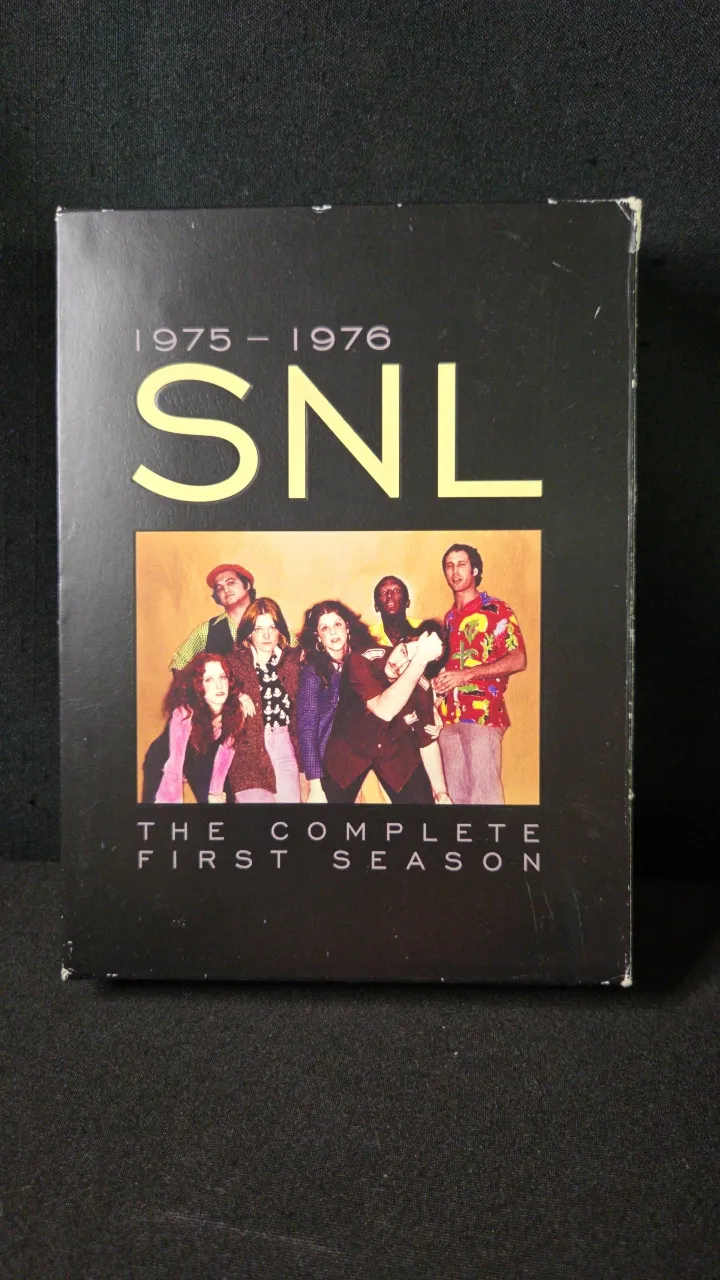 1975 – 1976
SNL
THE COMPLETE
FIRST SEASON